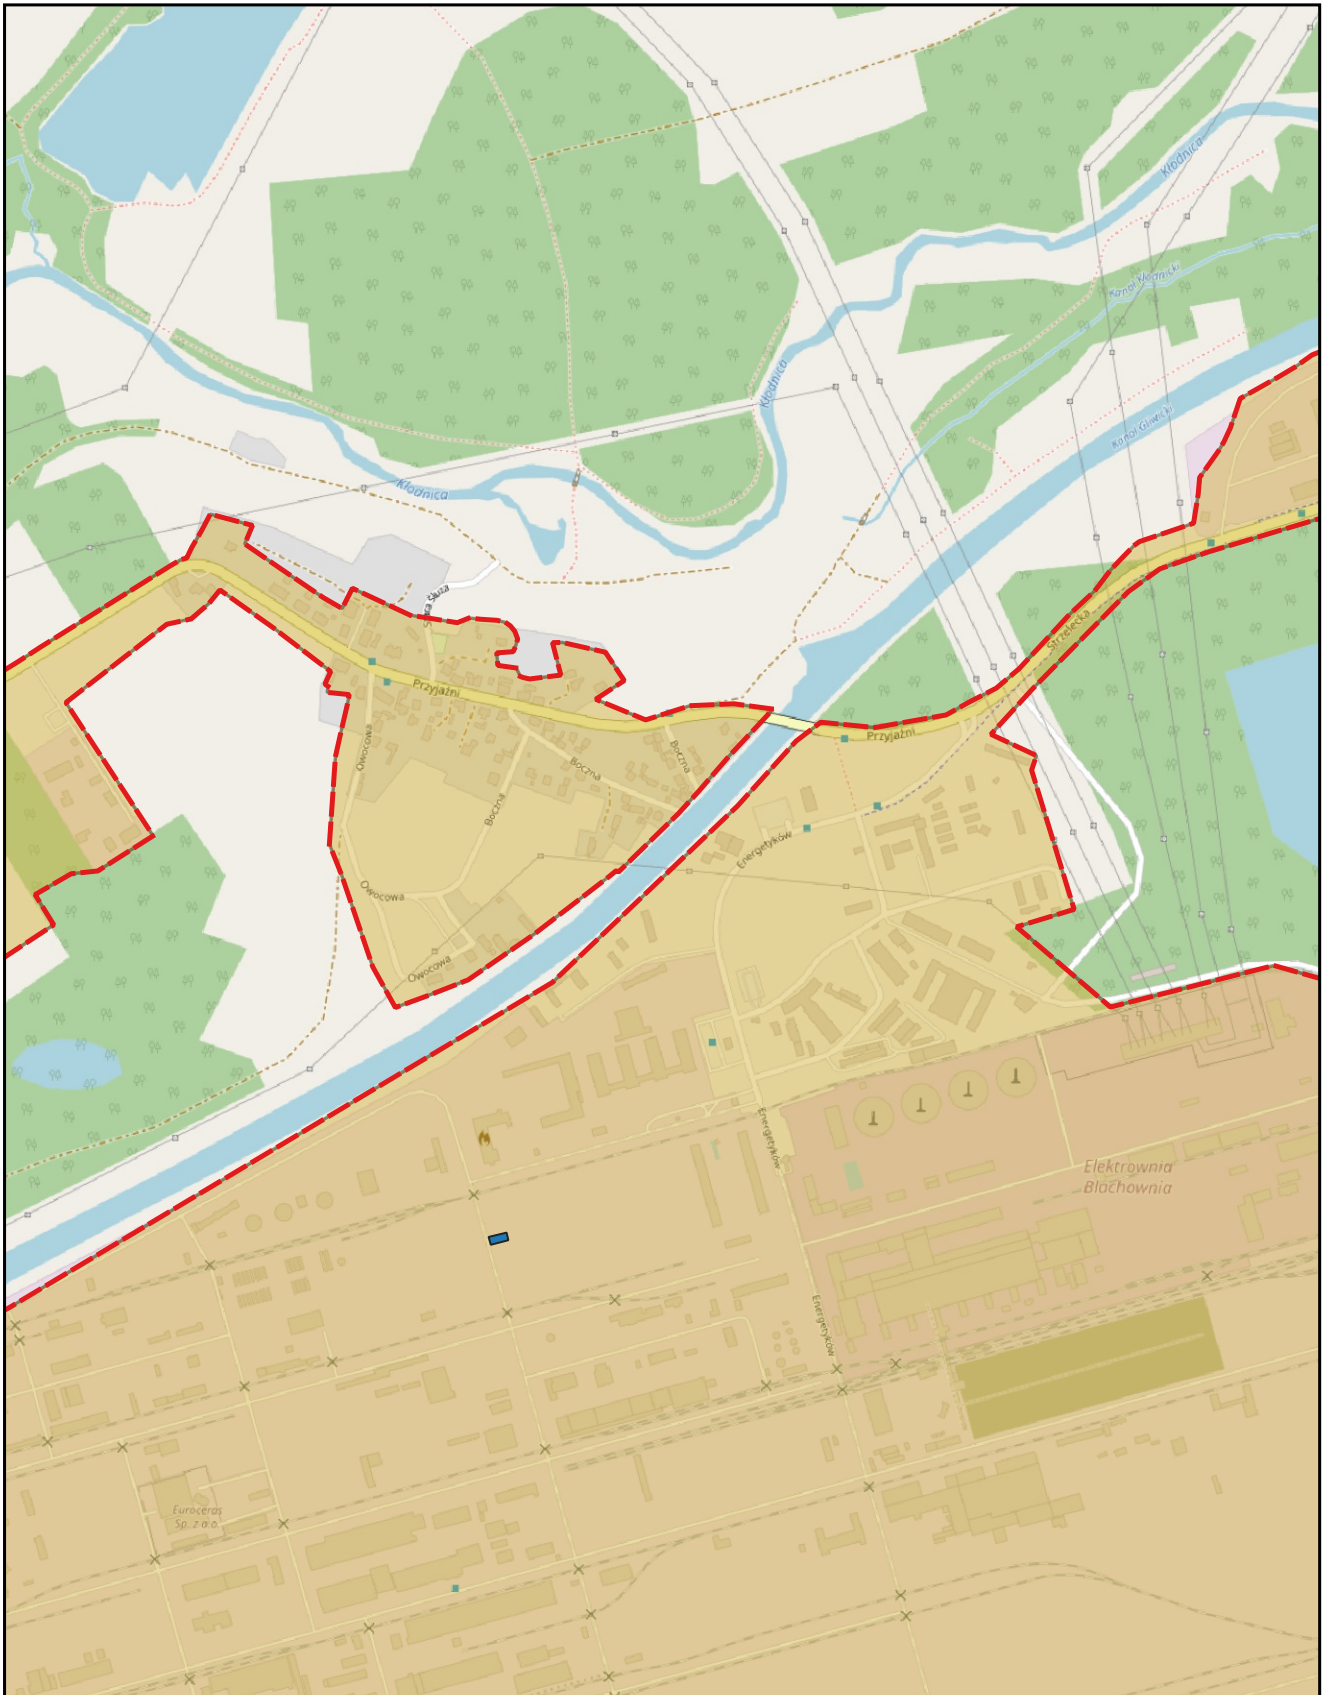 Kłodnica
Kanał Kłodnicki
Kłodnica
Kanał Gliwicki
Kłodnica
Strzelecka
Przyjaźni
Przyjaźni
Owocowa
Boczna
Boczna
Boczna
Energetyków
Owocowa
Owocowa
Energetyków
Elektrownia
Blachownia
Energetyków
Euroceras
Sp. z o.o.